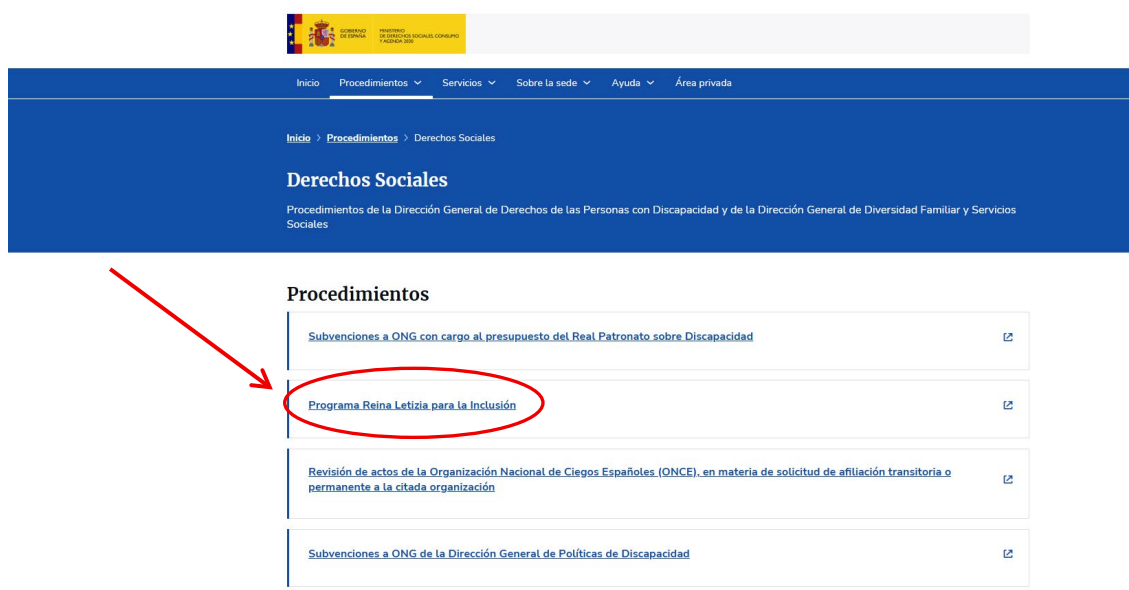 GOBIERNO
DE ESPAÑA
MINISTERIO
DE DERECHOS SOCIALES, CONSUMO
Y AGENDA 2030
Inicio Procedimientos Servicios Sobre la sede Ayuda Área privada
Inicio > Procedimientos > Derechos Sociales
Derechos Sociales
Procedimientos de la Dirección General de Derechos de las Personas con Discapacidad y de la Dirección General de Diversidad Familiar y Servicios
Sociales
Procedimientos
Subvenciones a ONG con cargo al presupuesto del Real Patronato sobre Discapacidad
Programa Reina Letizia para la Inclusión
Revisión de actos de la Organización Nacional de Ciegos Españoles (ONCE), en materia de solicitud de afiliación transitoria o
permanente a la citada organización
Subvenciones a ONG de la Dirección General de Políticas de Discapacidad